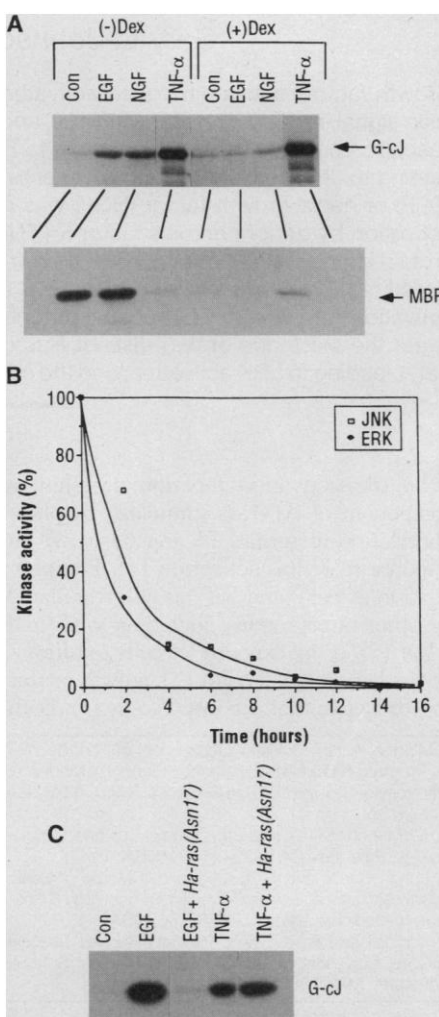 A
(-)Dex (+)Dex
Con EGF NGF TNF-α Con EGF NGF TNF-α
G-cJ
MBP
B
Kinase activity (%)
100
80
60
40
20
0
JNK
ERK
0 2 4 6 8 10 12 14 16
Time (hours)
C
Con EGF EGF + Ha-ras(Asn17) TNF-α TNF-α + Ha-ras(Asn17)
G-cJ